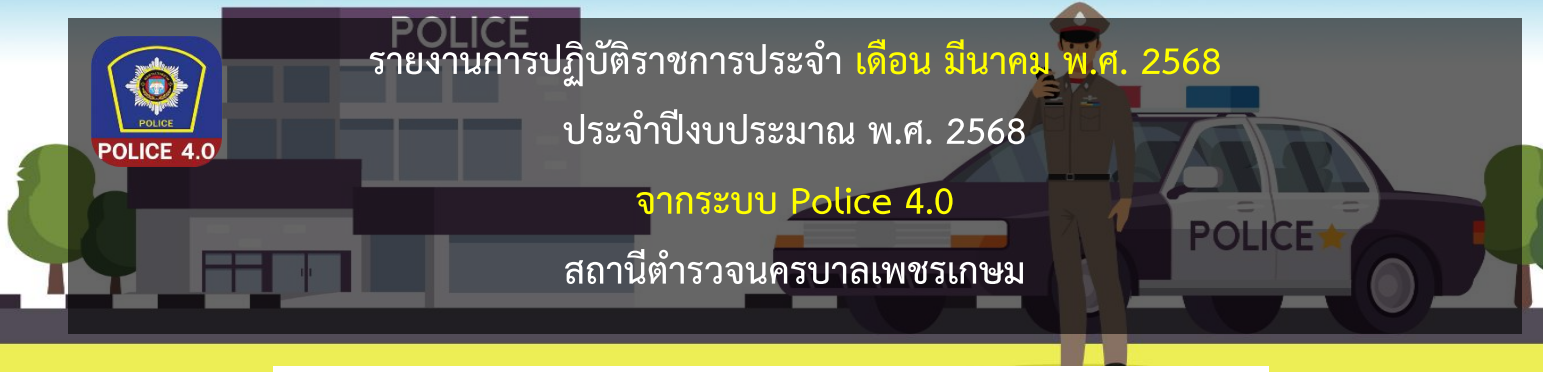 POLICE
รายงานการปฏิบัติราชการประจำ เดือน มีนาคม พ.ศ. 2568
ประจำปีงบประมาณ พ.ศ. 2568
จากระบบ Police 4.0
สถานีตำรวจนครบาลเพชรเกษม
POLICE
POLICE 4.0
POLICE